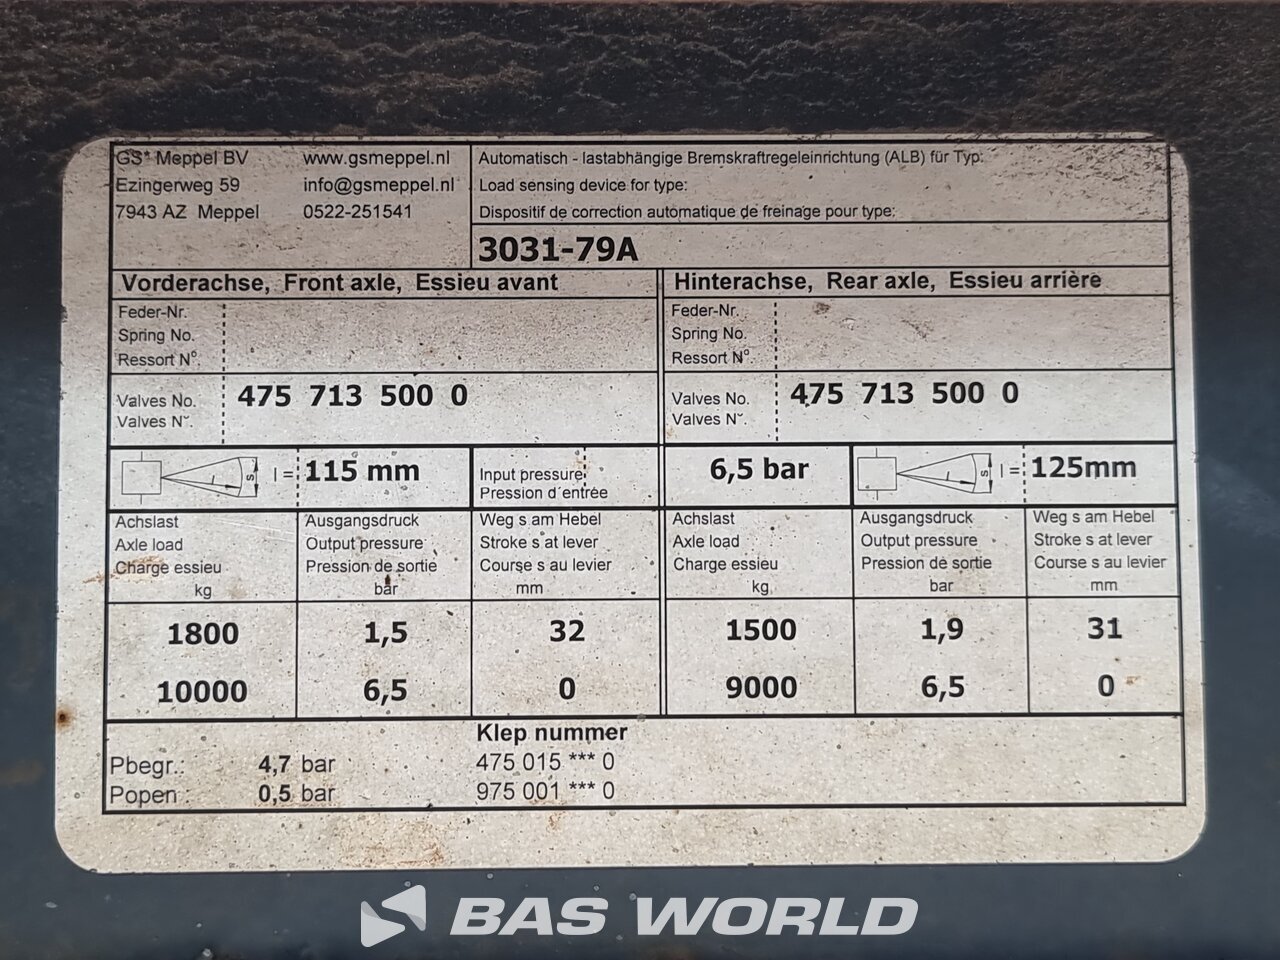 GS* Meppel BV www.gsmeppel.nl
Ezingerweg 59 info@gsmeppel.nl
7943 AZ Meppel 0522-251541
Automatisch - lastabhängige Bremskraftregeleinrichtung (ALB) für Typ:
Load sensing device for type:
Dispositif de correction automatique de freinage pour type:
3031-79A
Vorderachse, Front axle, Essieu avant
Feder-Nr.
Spring No.
Ressort N°.
Valves No. 475 713 500 0
Valves N˘.
Hinterachse, Rear axle, Essieu arrière
Feder-Nr.
Spring No.
Ressort N°.
Valves No. 475 713 500 0
Valves N˘.
l s l = 115 mm
Input pressure: 6,5 bar
Pression d´entrée
l s l = 125mm
Achslast Ausgangsdruck Weg s am Hebel Achslast Ausgangsdruck Weg s am Hebel
Axle load Output pressure Stroke s at lever Axle load Output pressure Stroke s at lever
Charge essieu Pression de sortie Course s au levier Charge essieu Pression de sortie Course s au levier
kg bar mm kg bar mm
1800 1,5 32 1500 1,9 31
10000 6,5 0 9000 6,5 0
Klep nummer
Pbegr.: 4,7 bar 475 015 *** 0
Popen : 0,5 bar 975 001 *** 0
BAS WORLD